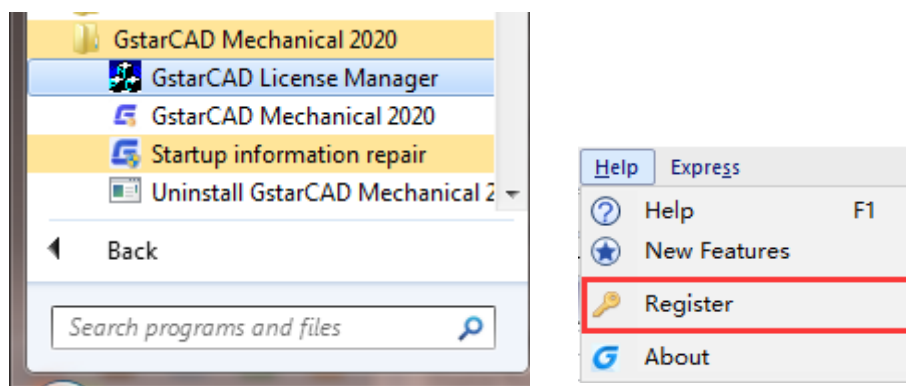 GstarCAD Mechanical 2020
GstarCAD License Manager
GstarCAD Mechanical 2020
Startup information repair
Uninstall GstarCAD Mechanical 2
Back
Search programs and files
Help Express
Help F1
New Features
Register
About